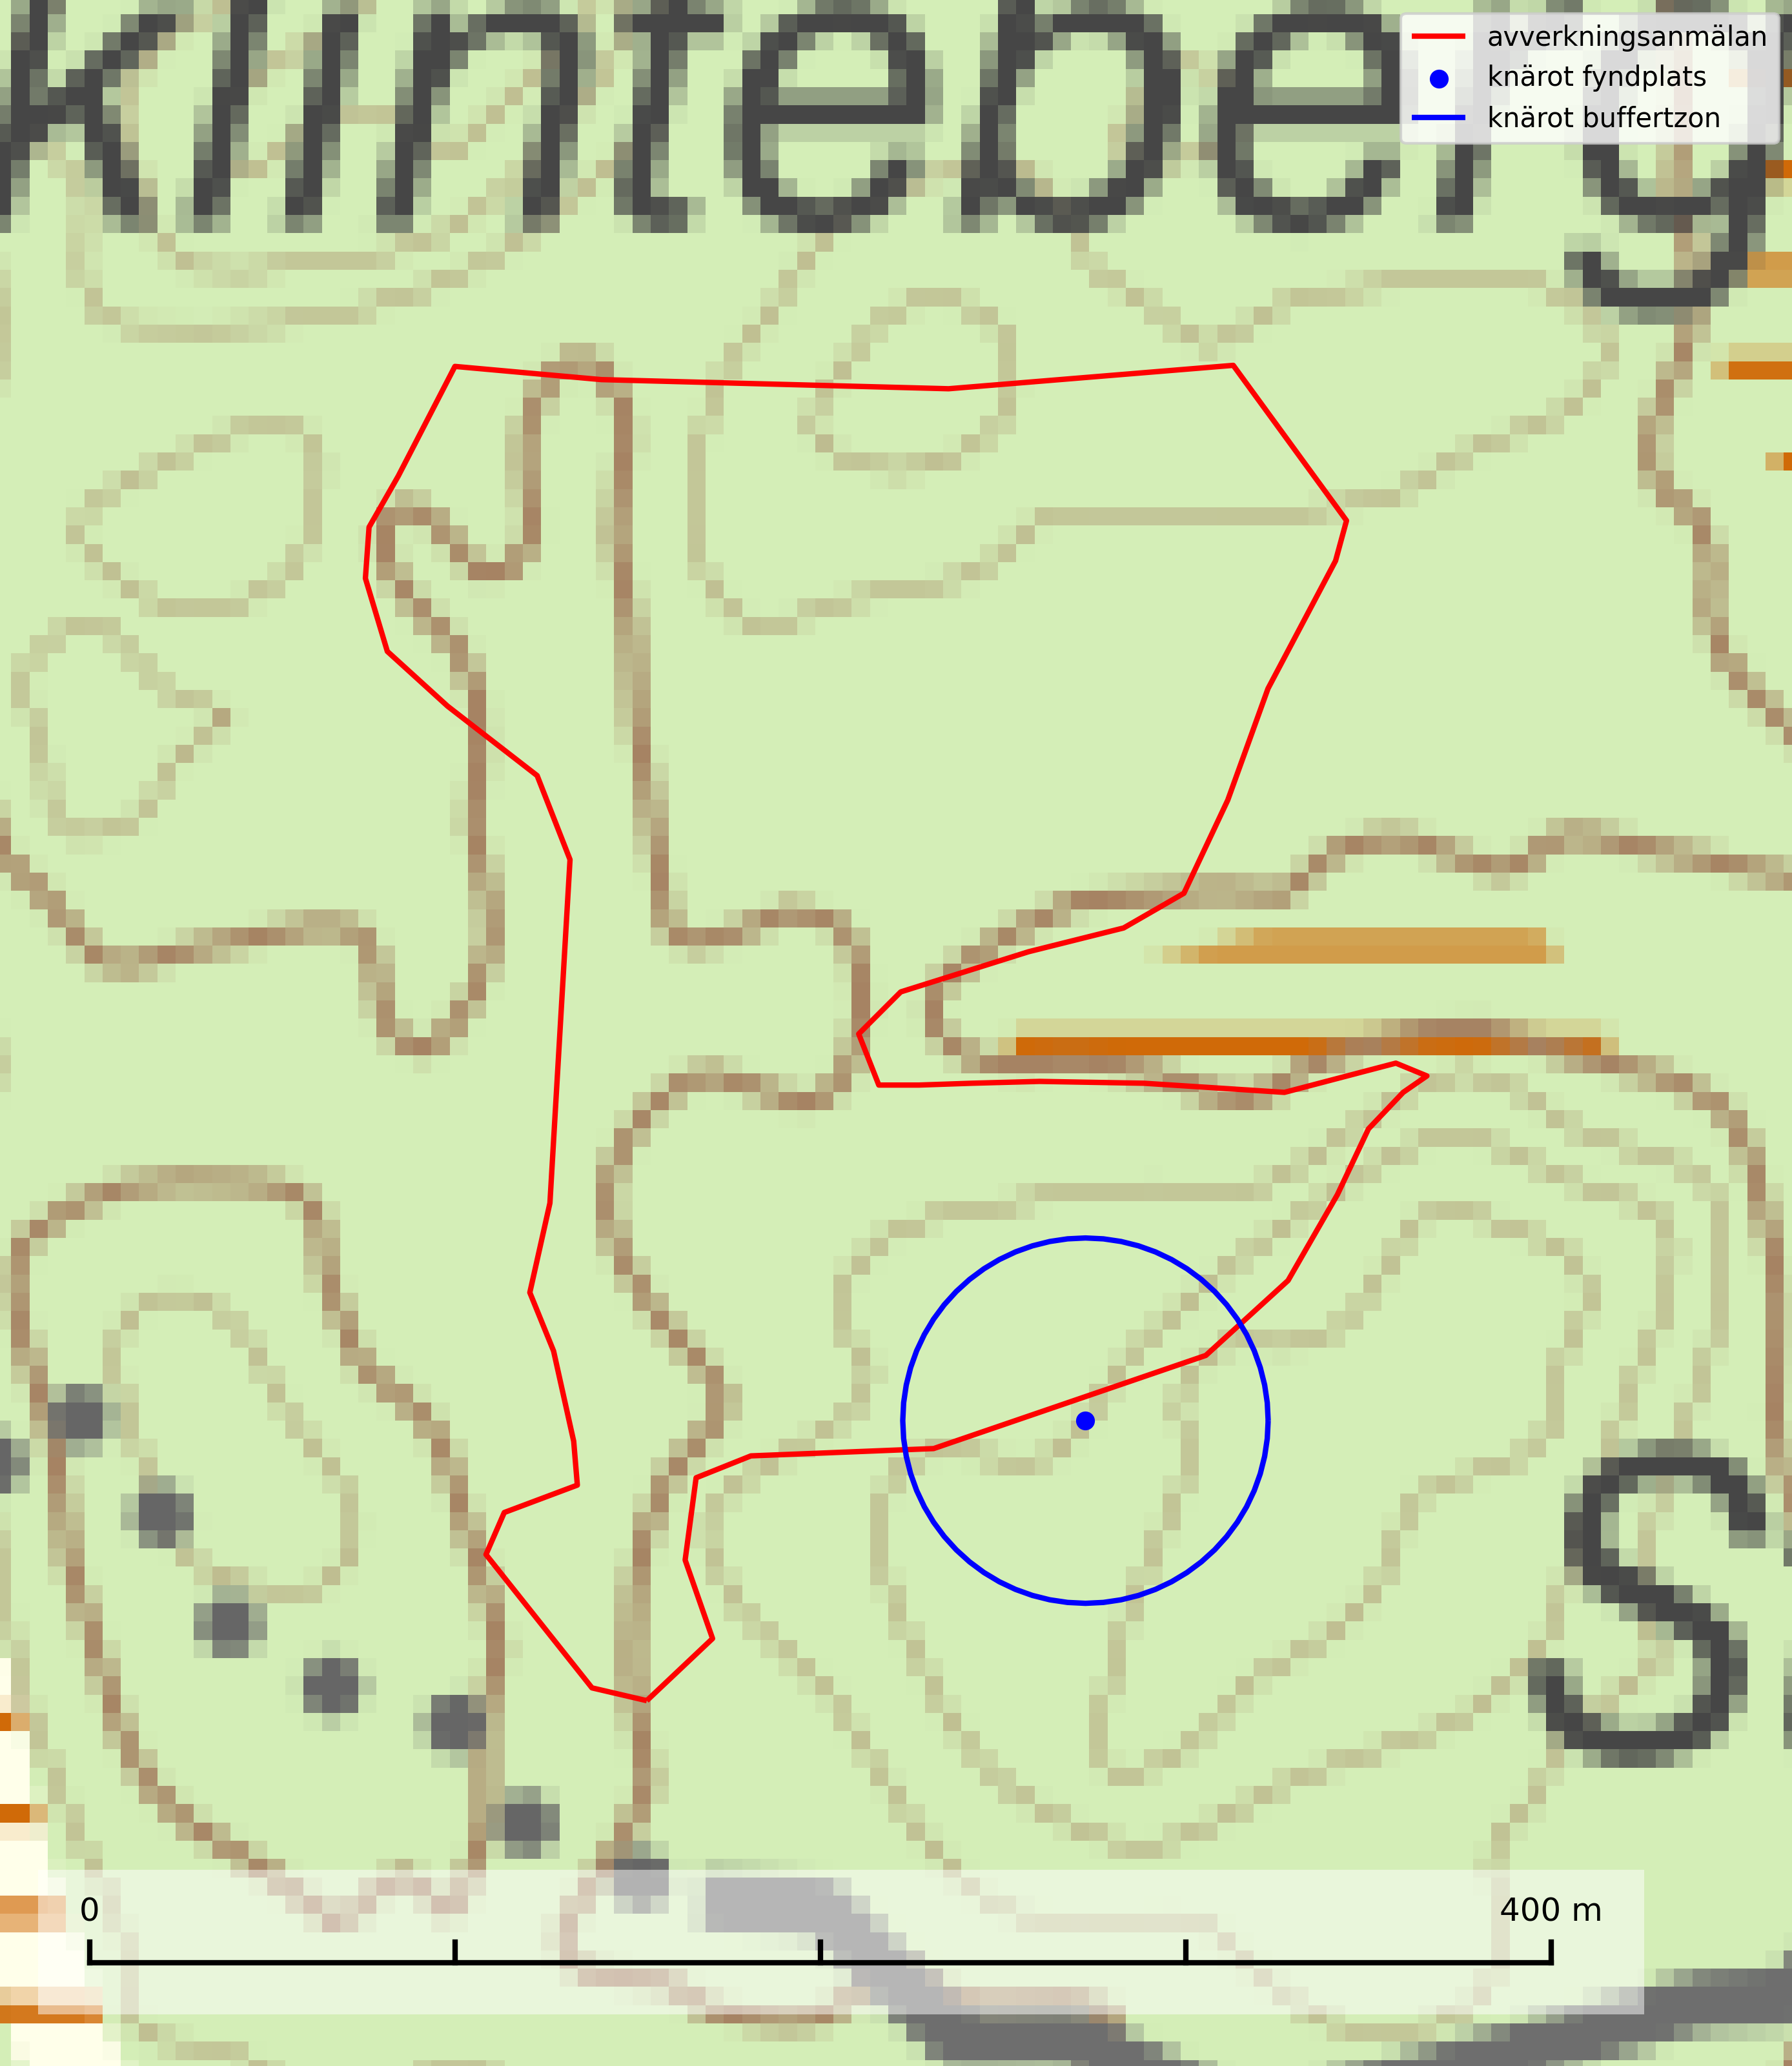 klinteberg
avverkningsanmälan
knärot fyndplats
knärot buffertzon
S
0
400 m